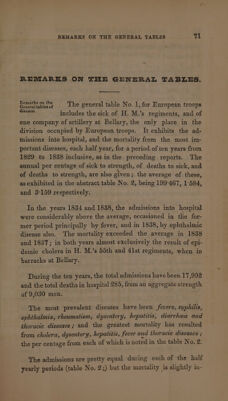 REMARKS ON THE GENERAL TABLES 71
REMARKS ON THE GENERAL TABLES.
Remarks on the
General tables of
diseases.
The general table No. 1, for European troops
includes the sick of H. M.'s regiments, and of
one company of artillery at Bellary, the only place in the
division occupied by European troops. It exhibits the ad-
missions into hospital, and the mortality from the most im-
portant diseases, each half year, for a period of ten years from
1829 to 1838 inclusive, as in the preceding reports. The
annual per centage of sick to strength, of deaths to sick, and
of deaths to strength, are also given; the average of these,
as exhibited in the abstract table No. 2, being 199·467, 1·584,
and 3·159 respectively.
In the years 1834 and 1838, the admissions into hospital
were considerably above the average, occasioned in the for-
mer period principally by fever, and in 1838, by ophthalmic
disease also. The mortality exceeded the average in 1833
and 1837; in both years almost exclusively the result of epi-
demic cholera in H. M.'s 55th and 41st regiments, when in
barracks at Bellary.
During the ten years, the total admissions have been 17,992
and the total deaths in hospital 285, from an aggregate strength
of 9,020 men.
The most prevalent diseases have been fevers, syphilis,
ophthalmia, rheumatism, dysentery, hepatitis, diarrhœa and
thoracic diseases; and the greatest mortality has resulted
from cholera, dysentery, hepatitis, fever and thoracic diseases;
the per centage from each of which is noted in the table No. 2.
The admissions are pretty equal during each of the half
yearly periods (table No. 2;) but the mortality is slightly in-